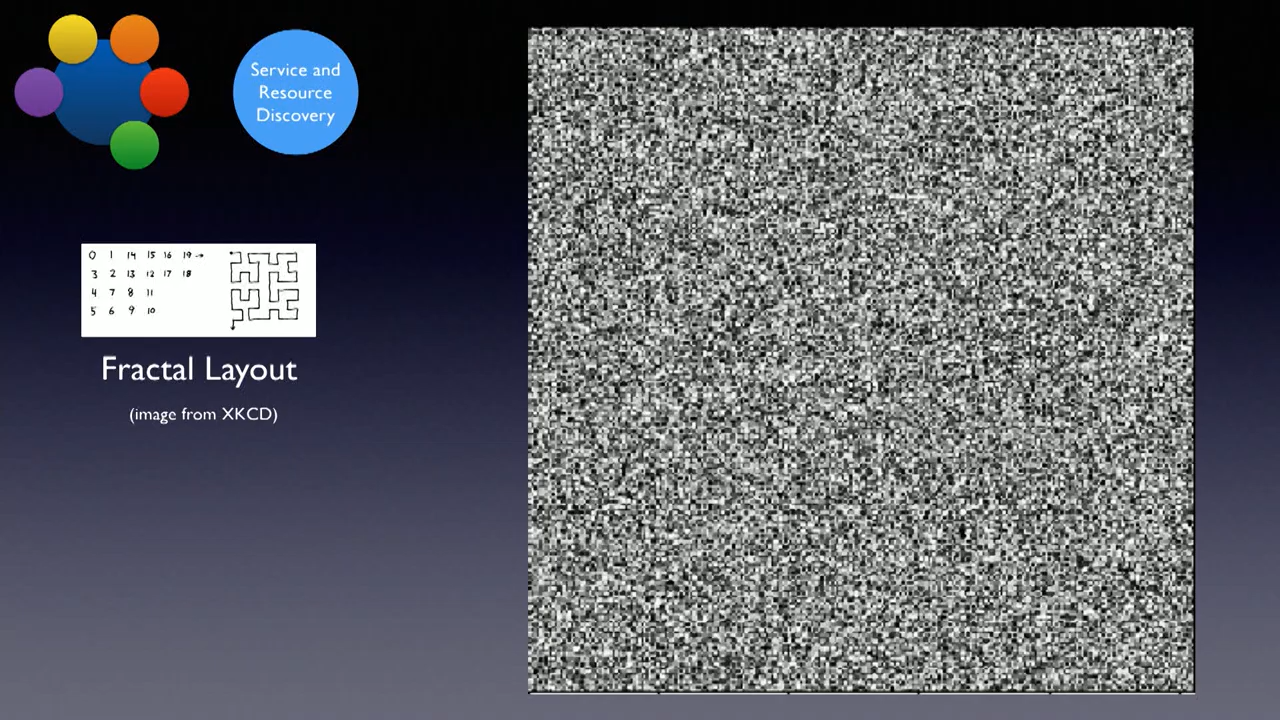 Service and
Resource
Discovery
0 1 14 15 16 19 →
3 2 13 12 17 18
4 7 8 11
5 6 9 10
Fractal Layout
(image from XKCD)